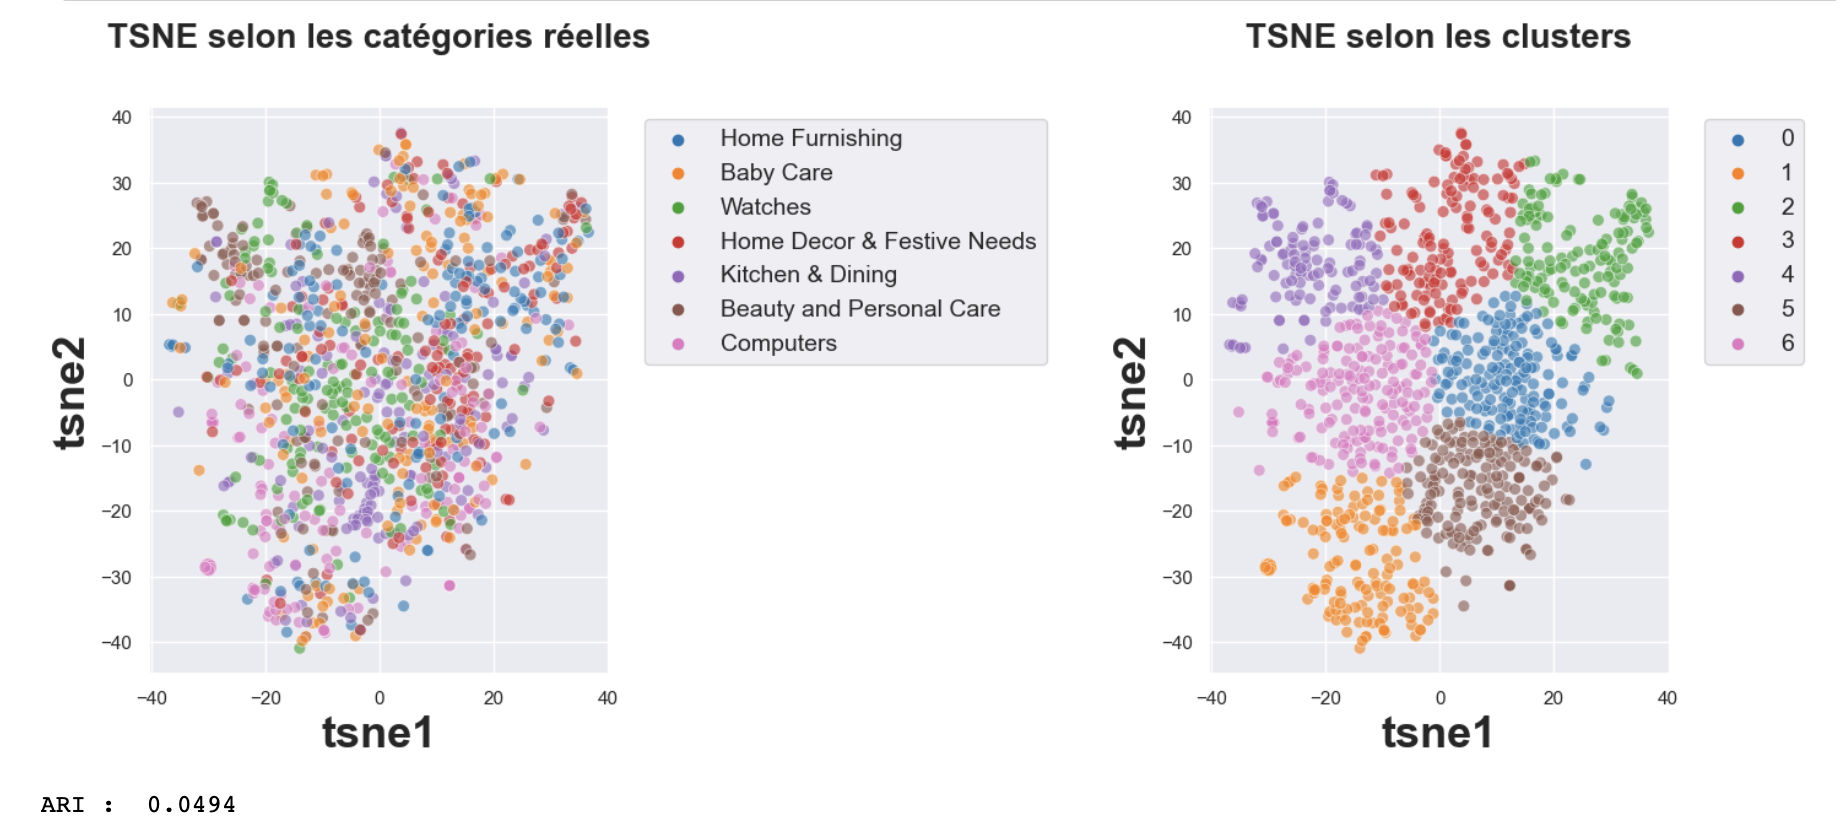 TSNE selon les catégories réelles
40
30
20
10
0
−10
−20
−30
−40
−40 −20 0 20 40
tsne1
tsne2
Home Furnishing
Baby Care
Watches
Home Decor & Festive Needs
Kitchen & Dining
Beauty and Personal Care
Computers
TSNE selon les clusters
40
30
20
10
0
−10
−20
−30
−40
−40 −20 0 20 40
tsne1
tsne2
0
1
2
3
4
5
6
ARI : 0.0494